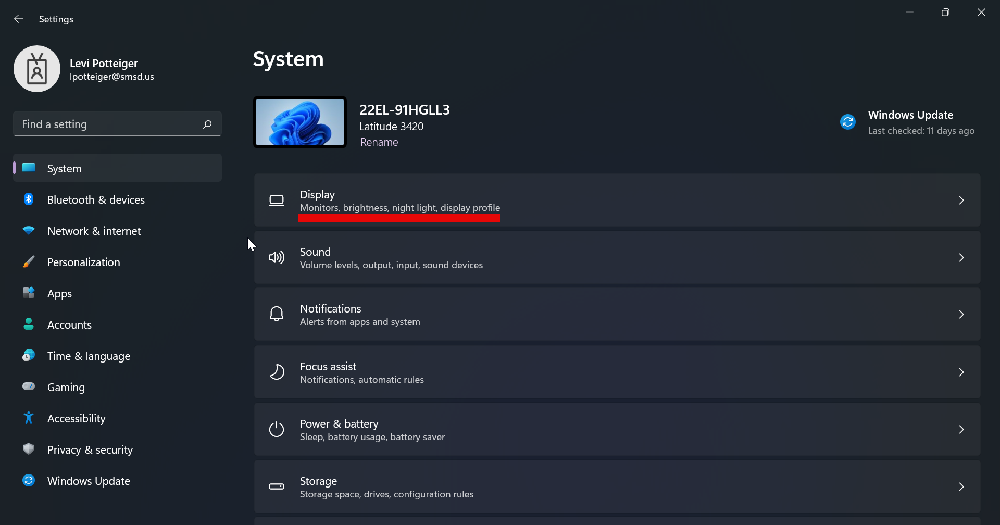 Settings
Levi Potteiger
lpotteiger@smsd.us
Find a setting
System
Bluetooth & devices
Network & internet
Personalization
Apps
Accounts
Time & language
Gaming
Accessibility
Privacy & security
Windows Update
System
22EL-91HGLL3
Latitude 3420
Rename
Windows Update
Last checked: 11 days ago
Display
Monitors, brightness, night light, display profile
Sound
Volume levels, output, input, sound devices
Notifications
Alerts from apps and system
Focus assist
Notifications, automatic rules
Power & battery
Sleep, battery usage, battery saver
Storage
Storage space, drives, configuration rules